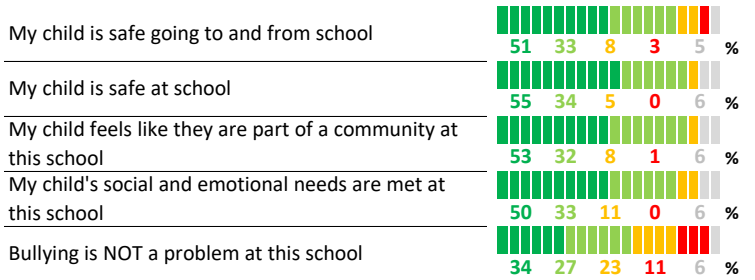 My child is safe going to and from school
51 33 8 3 5 %
My child is safe at school
55 34 5 0 6 %
My child feels like they are part of a community at
this school
53 32 8 1 6 %
My child's social and emotional needs are met at
this school
50 33 11 0 6 %
Bullying is NOT a problem at this school
34 27 23 11 6 %